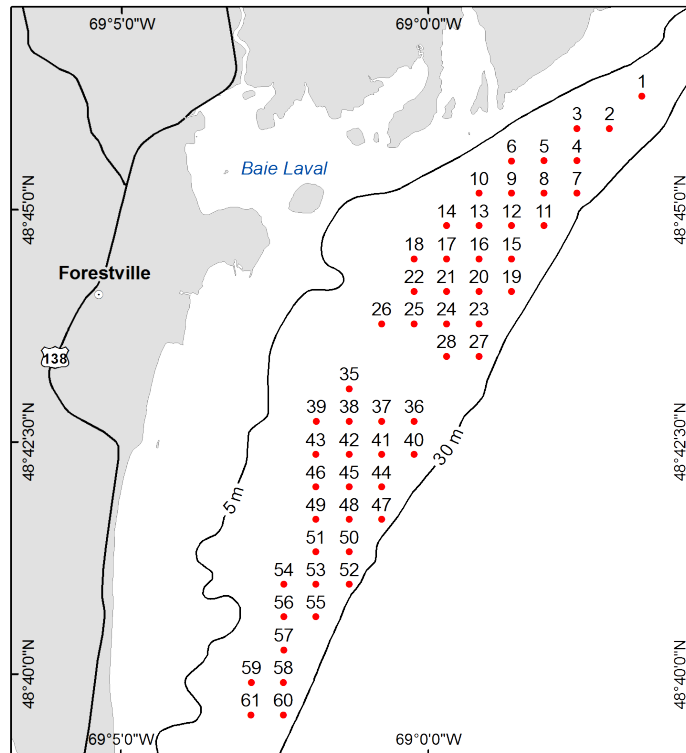 69°5'0"W 69°0'0"W
1
3 2
6 5 4
Baie Laval
10 9 8 7
48°45'0"N 48°45'0"N
14 13 12 11
18 17 16 15
Forestville
22 21 20 19
26 25 24 23
138
28 27
35
39 38 37 36
48°42'30"N 48°42'30"N
43 42 41 40
30 m
46 45 44
5 m
49 48 47
51 50
54 53 52
56 55
57
59 58
48°40'0"N 48°40'0"N
61 60
69°5'0"W 69°0'0"W